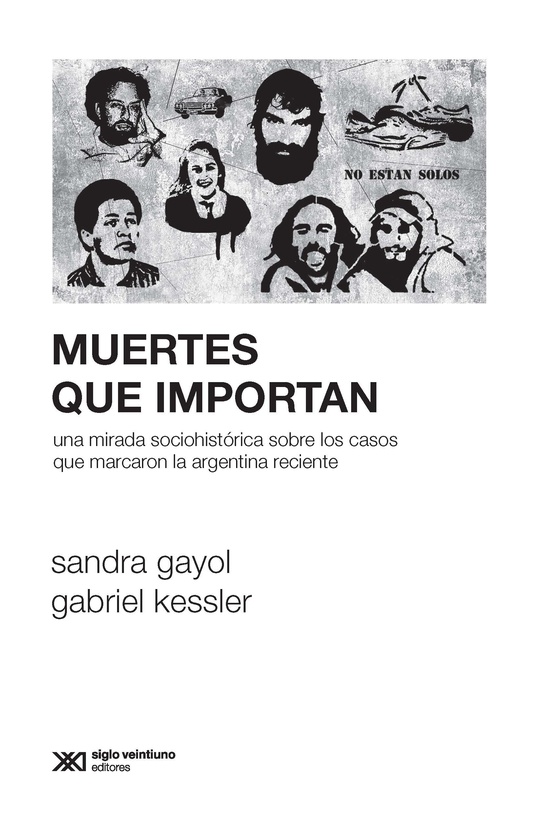 NO ESTAN SOLOS
MUERTES
QUE IMPORTAN
una mirada sociohistórica sobre los casos
que marcaron la argentina reciente
sandra gayol
gabriel kessler
siglo veintiuno
editores